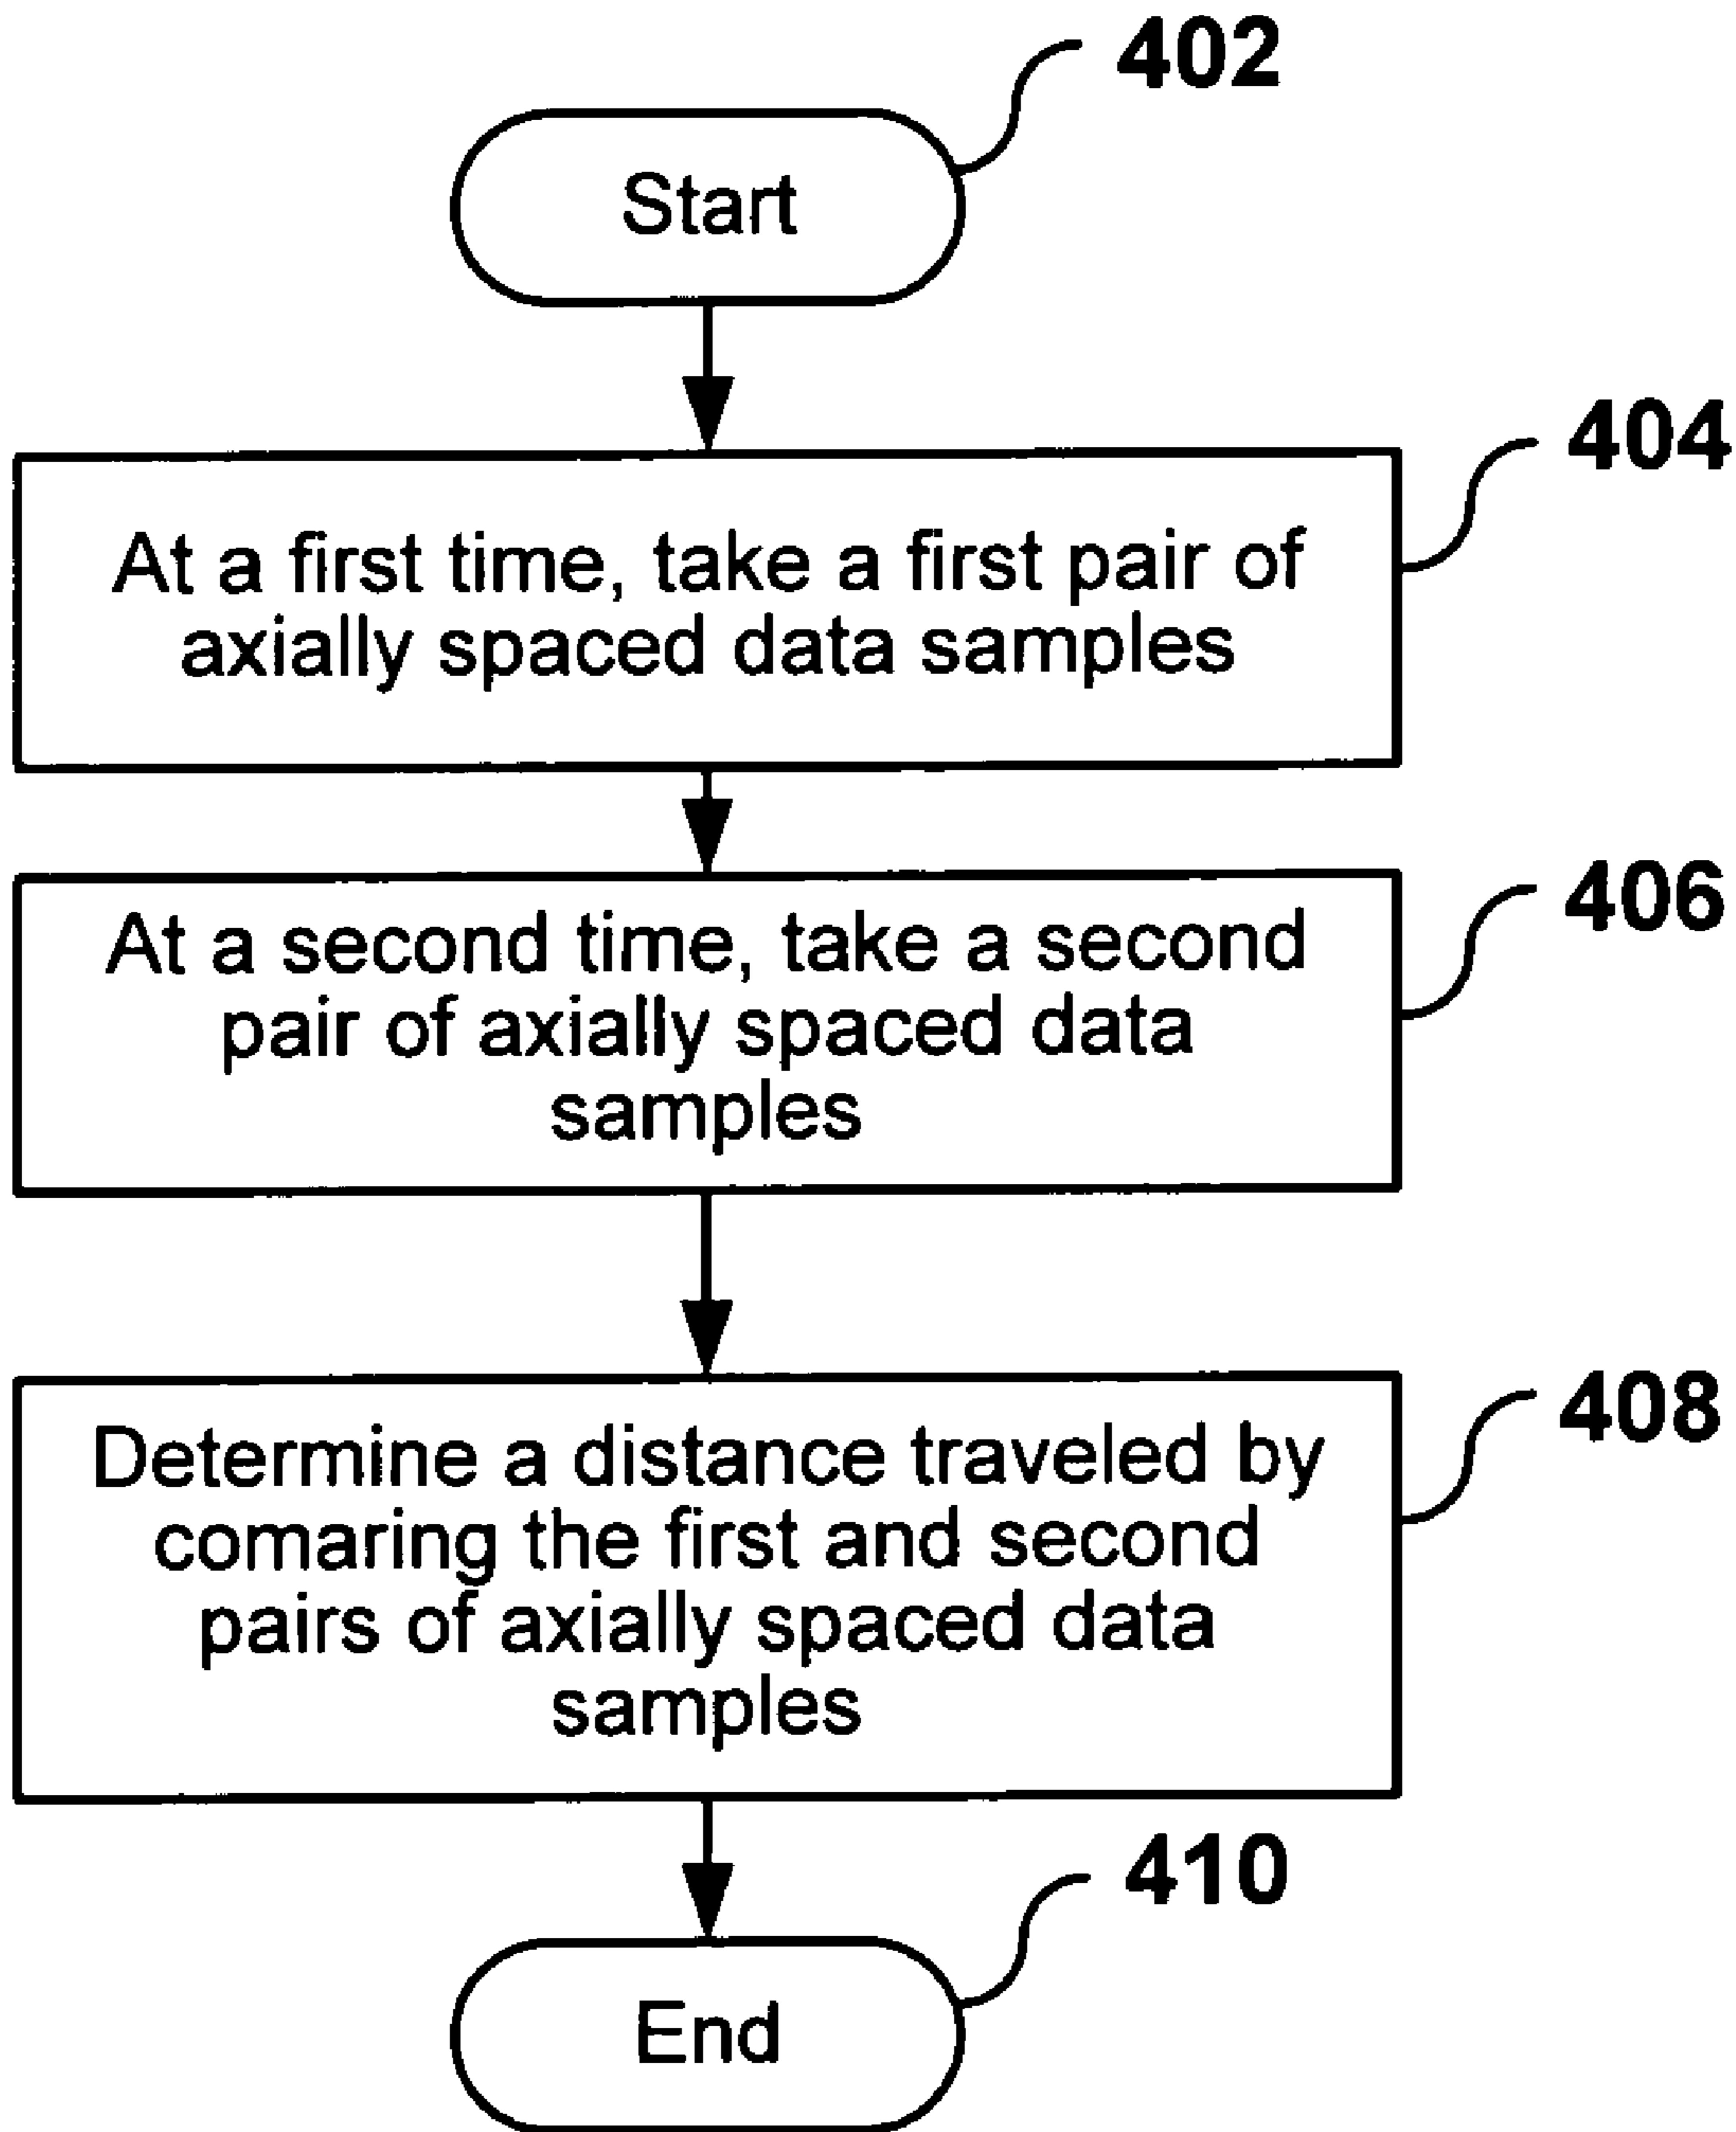 402
Start
404
At a first time, take a first pair of
axially spaced data samples
406
At a second time, take a second
pair of axially spaced data
samples
408
Determine a distance traveled by
comaring the first and second
pairs of axially spaced data
samples
410
End